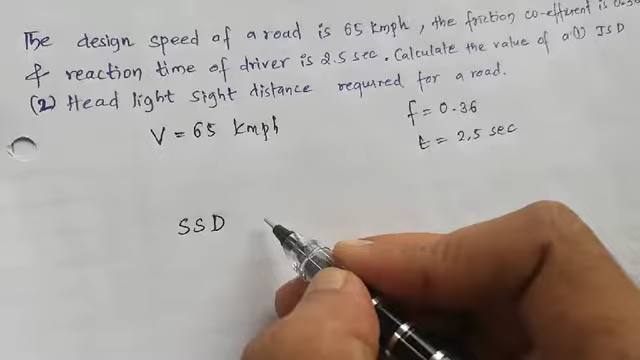 The design speed of a road is 65 kmph, the friction co-efficient is 0.36
& reaction time of driver is 2.5 sec. Calculate the value of a (1) ISD
(2) Head light sight distance required for a road.
V = 65 kmph
f = 0.36
t = 2.5 sec
SSD